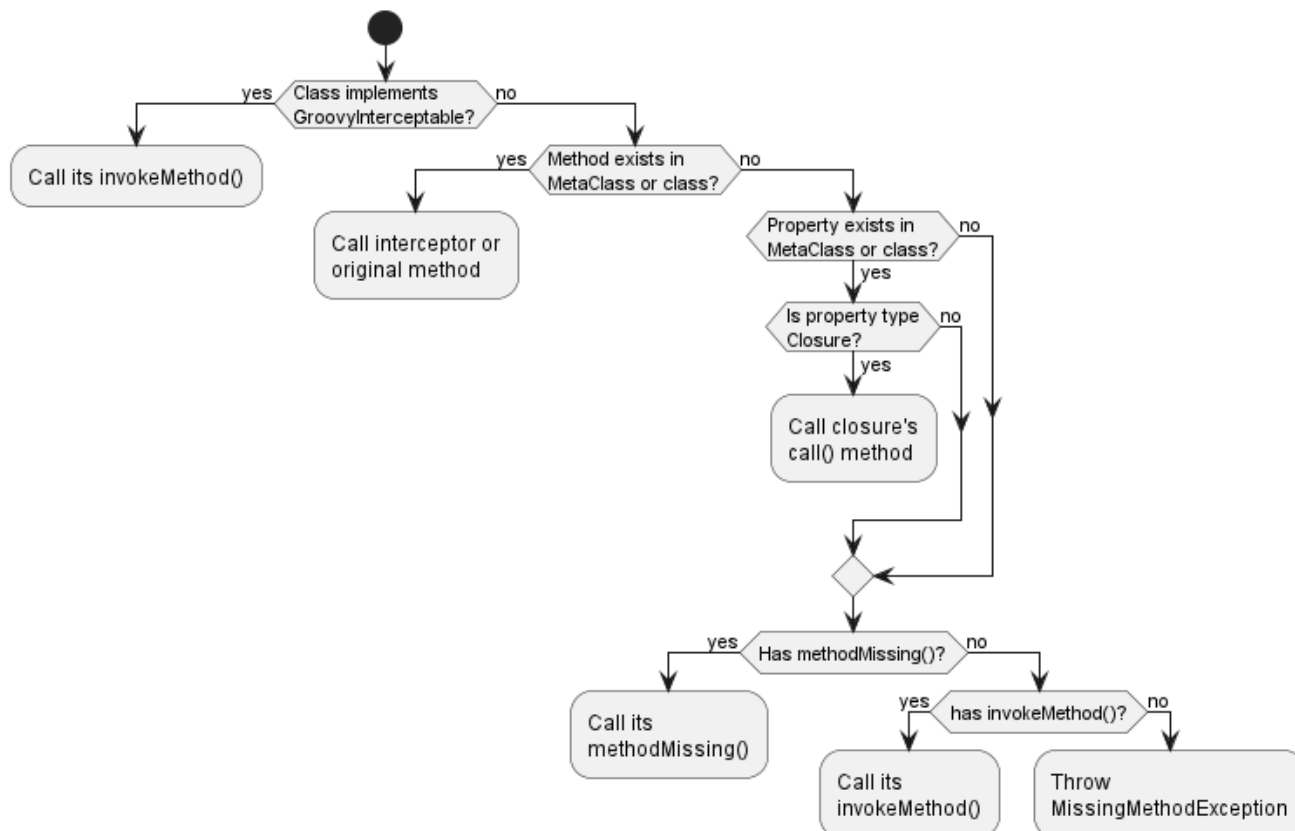 Class implements
GroovyInterceptable?
yes
no
Call its invokeMethod()
Method exists in
MetaClass or class?
yes
no
Call interceptor or
original method
Property exists in
MetaClass or class?
no
yes
Is property type
Closure?
no
yes
Call closure's
call() method
Has methodMissing()?
yes
no
Call its
methodMissing()
has invokeMethod()?
yes
no
Call its
invokeMethod()
Throw
MissingMethodException